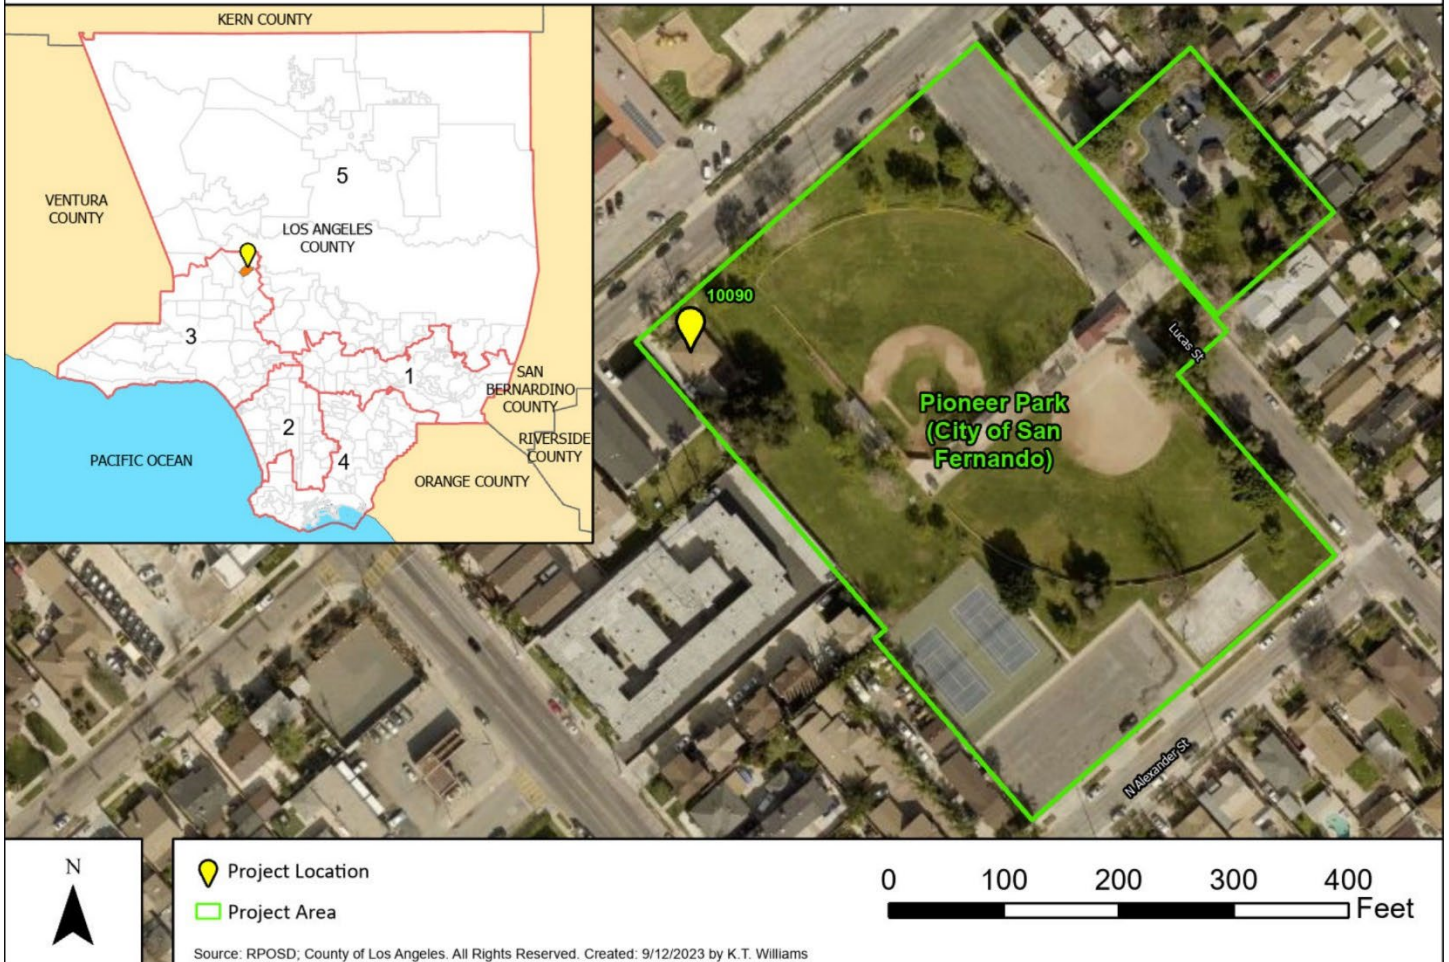 KERN COUNTY
5
VENTURA
COUNTY
LOS ANGELES
COUNTY
3
1
SAN
BERNARDINO
COUNTY
2
RIVERSIDE
COUNTY
4
PACIFIC OCEAN
ORANGE COUNTY
10090
Lucas St
Pioneer Park
(City of San
Fernando)
N Alexander St
N
Project Location
Project Area
0 100 200 300 400
Feet
Source: RPOSD; County of Los Angeles. All Rights Reserved. Created: 9/12/2023 by K.T. Williams